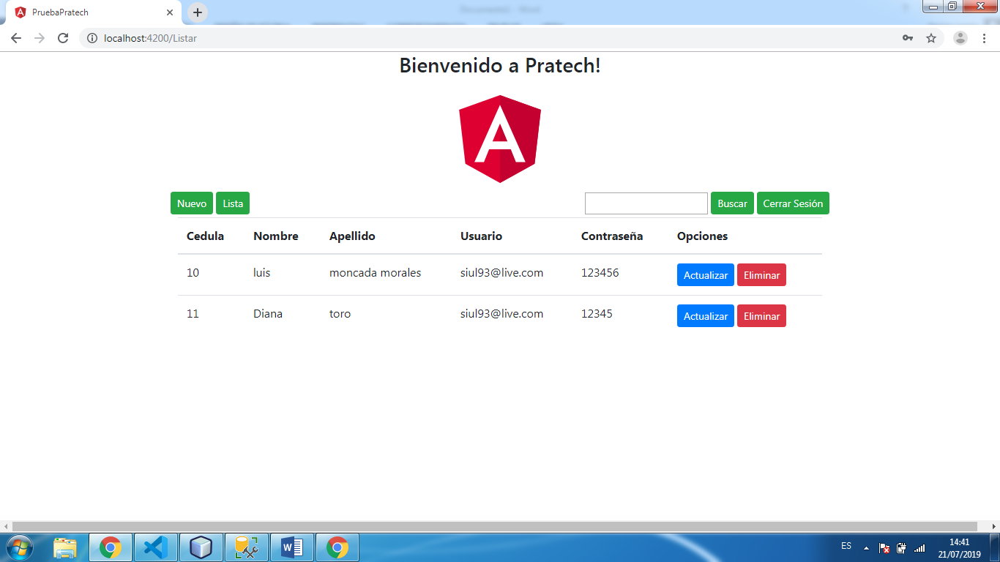 PruebaPratech
localhost:4200/Listar
Bienvenido a Pratech!
Nuevo Lista Buscar Cerrar Sesión
Cedula Nombre Apellido Usuario Contraseña Opciones
10 luis moncada morales siul93@live.com 123456 Actualizar Eliminar
11 Diana toro siul93@live.com 12345 Actualizar Eliminar
ES
14:41
21/07/2019